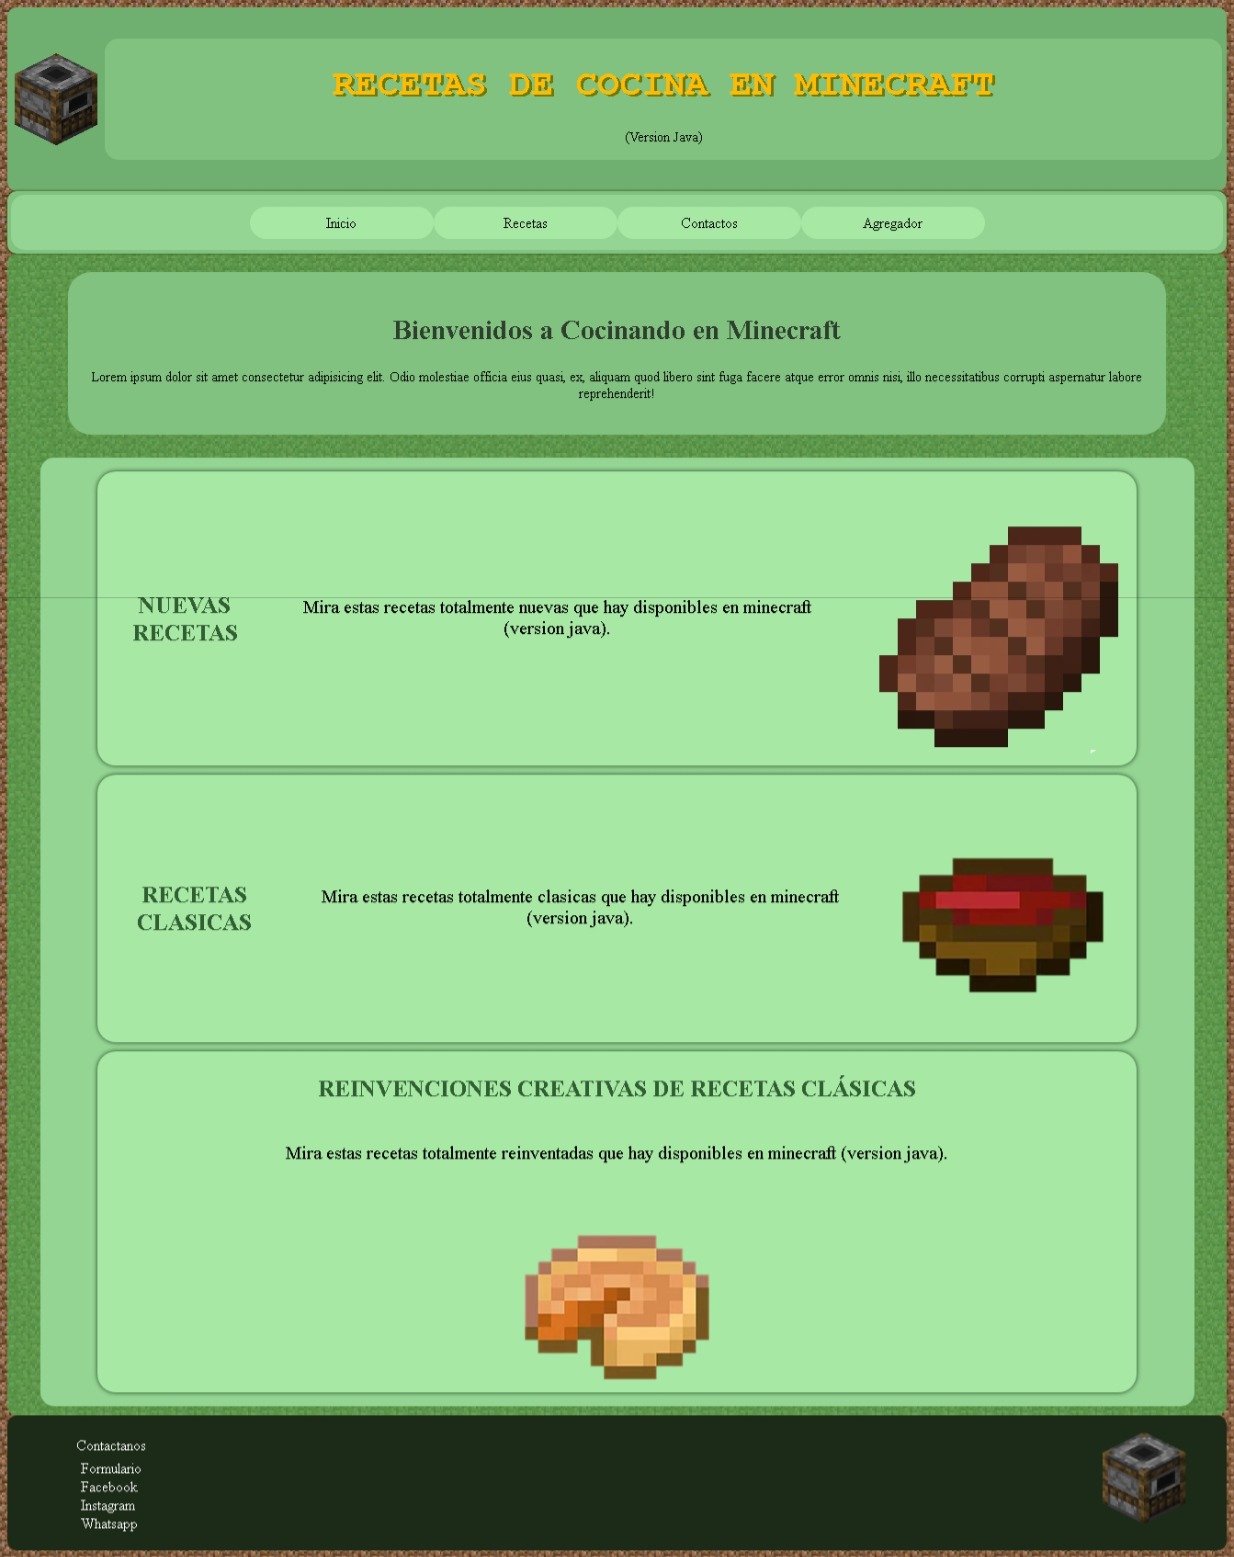 RECETAS DE COCINA EN MINECRAFT
(Version Java)
Inicio
Recetas
Contactos
Agregador
Bienvenidos a Cocinando en Minecraft
Lorem ipsum dolor sit amet consectetur adipisicing elit. Odio molestiae officia eius quasi, ex, aliquam quod libero sint fuga facere atque error omnis nisi, illo necessitatibus corrupti aspernatur labore
reprehenderit!
NUEVAS
RECETAS
Mira estas recetas totalmente nuevas que hay disponibles en minecraft
(version java).
RECETAS
CLASICAS
Mira estas recetas totalmente clasicas que hay disponibles en minecraft
(version java).
REINVENCIONES CREATIVAS DE RECETAS CLÁSICAS
Mira estas recetas totalmente reinventadas que hay disponibles en minecraft (version java).
Contactanos
Formulario
Facebook
Instagram
Whatsapp